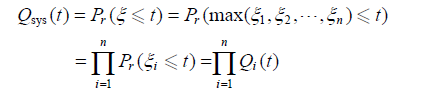 Q_sys(t) = P_r(ξ ⩽ t) = P_r(max(ξ_1, ξ_2, ⋯, ξ_n) ⩽ t)
= ∏_{i=1}^{n} P_r(ξ_i ⩽ t) = ∏_{i=1}^{n} Q_i(t)